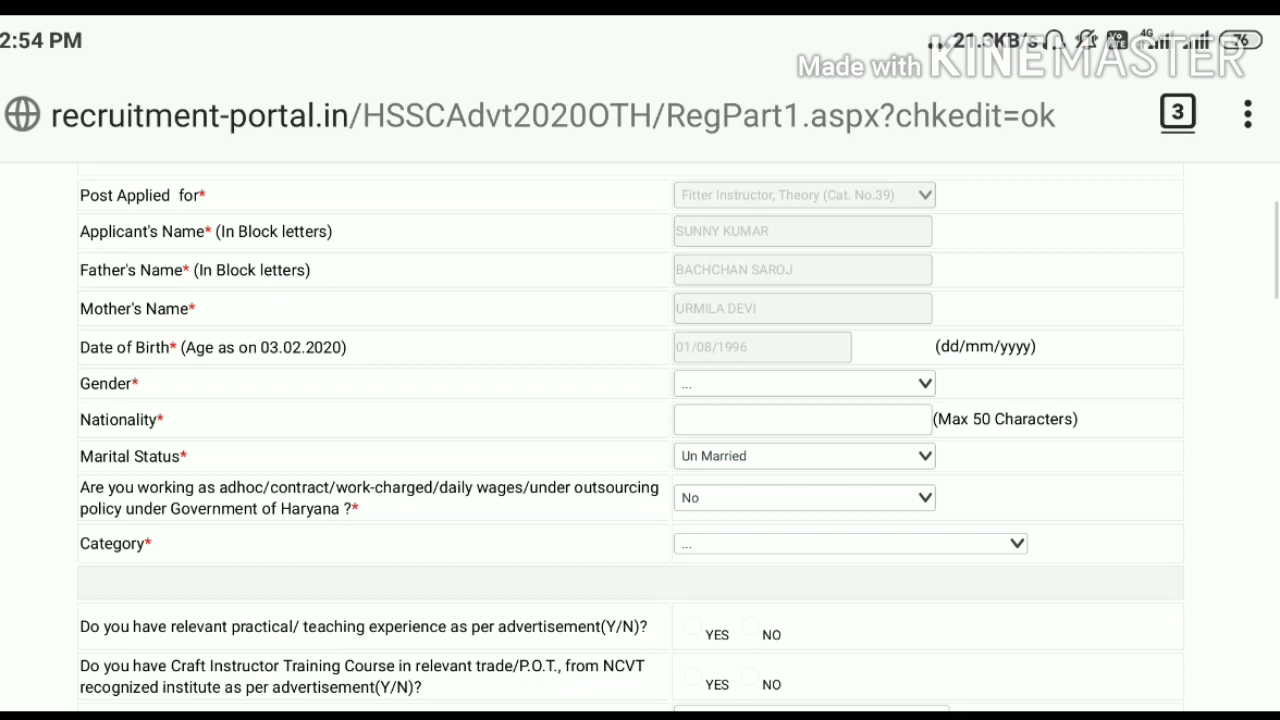 2:54 PM
21.3KB/s
4G
76
Made with KINEMASTER
recruitment-portal.in/HSSCAdvt2020OTH/RegPart1.aspx?chkedit=ok
3
Post Applied for* Fitter Instructor, Theory (Cat. No.39)
Applicant's Name* (In Block letters) SUNNY KUMAR
Father's Name* (In Block letters) BACHCHAN SAROJ
Mother's Name* URMILA DEVI
Date of Birth* (Age as on 03.02.2020) 01/08/1996 (dd/mm/yyyy)
Gender* ...
Nationality* (Max 50 Characters)
Marital Status* Un Married
Are you working as adhoc/contract/work-charged/daily wages/under outsourcing
policy under Government of Haryana ?* No
Category* ...
Do you have relevant practical/ teaching experience as per advertisement(Y/N)? YES NO
Do you have Craft Instructor Training Course in relevant trade/P.O.T., from NCVT
recognized institute as per advertisement(Y/N)? YES NO